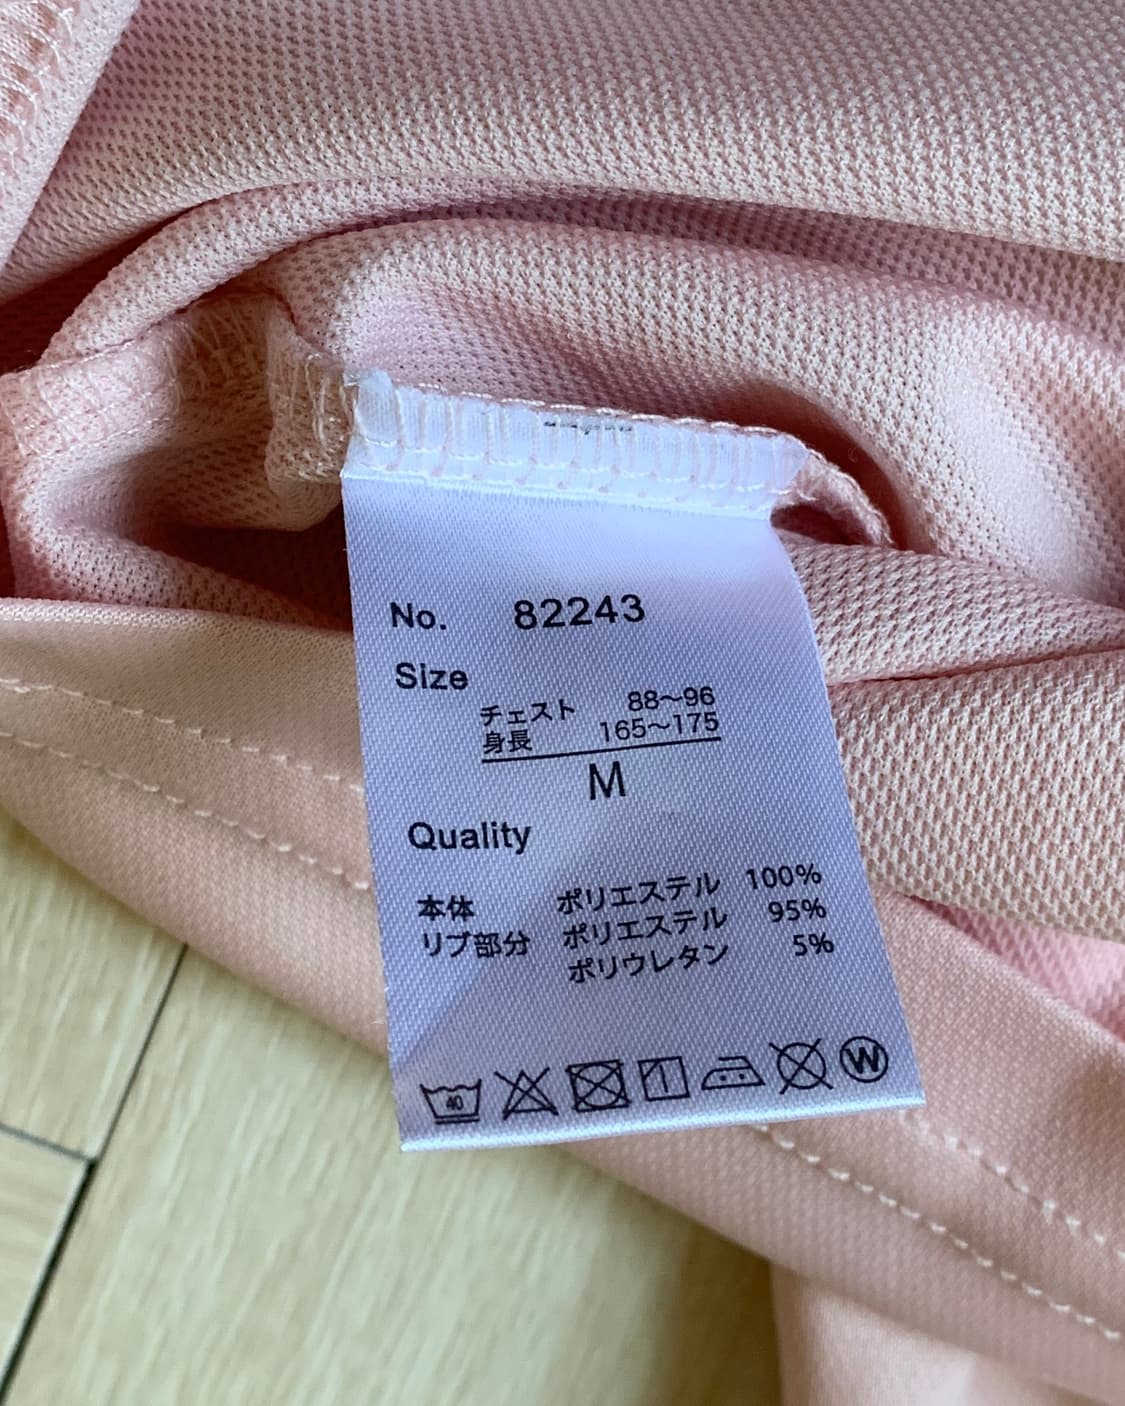 No. 82243
Size
チェスト 88～96
身長 165～175
M
Quality
本体 ポリエステル 100%
リブ部分 ポリエステル 95%
ポリウレタン 5%
40
W